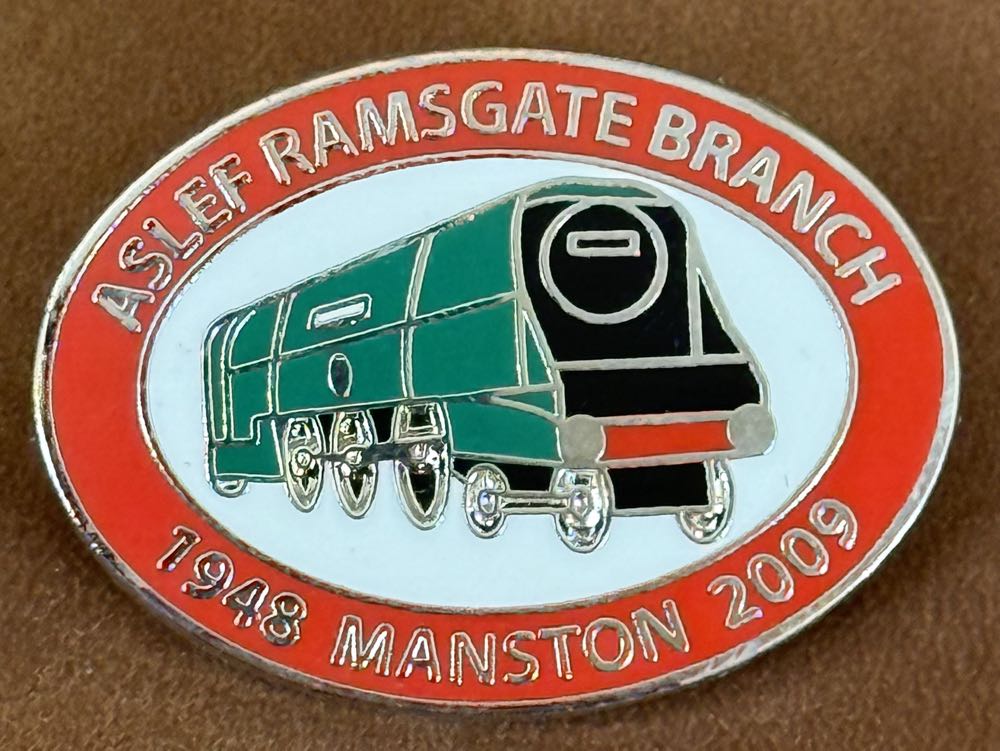 ASLEF RAMSGATE BRANCH
1948 MANSTON 2009